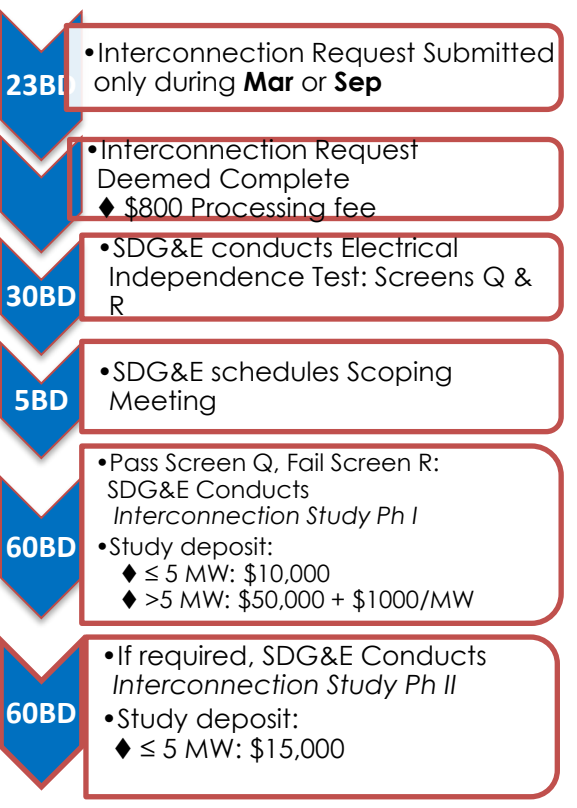 23BD
•Interconnection Request Submitted
only during Mar or Sep
•Interconnection Request
Deemed Complete
♦ $800 Processing fee
30BD
•SDG&E conducts Electrical
Independence Test: Screens Q &
R
5BD
•SDG&E schedules Scoping
Meeting
60BD
•Pass Screen Q, Fail Screen R:
SDG&E Conducts
Interconnection Study Ph I
•Study deposit:
♦ ≤ 5 MW: $10,000
♦ >5 MW: $50,000 + $1000/MW
60BD
•If required, SDG&E Conducts
Interconnection Study Ph II
•Study deposit:
♦ ≤ 5 MW: $15,000